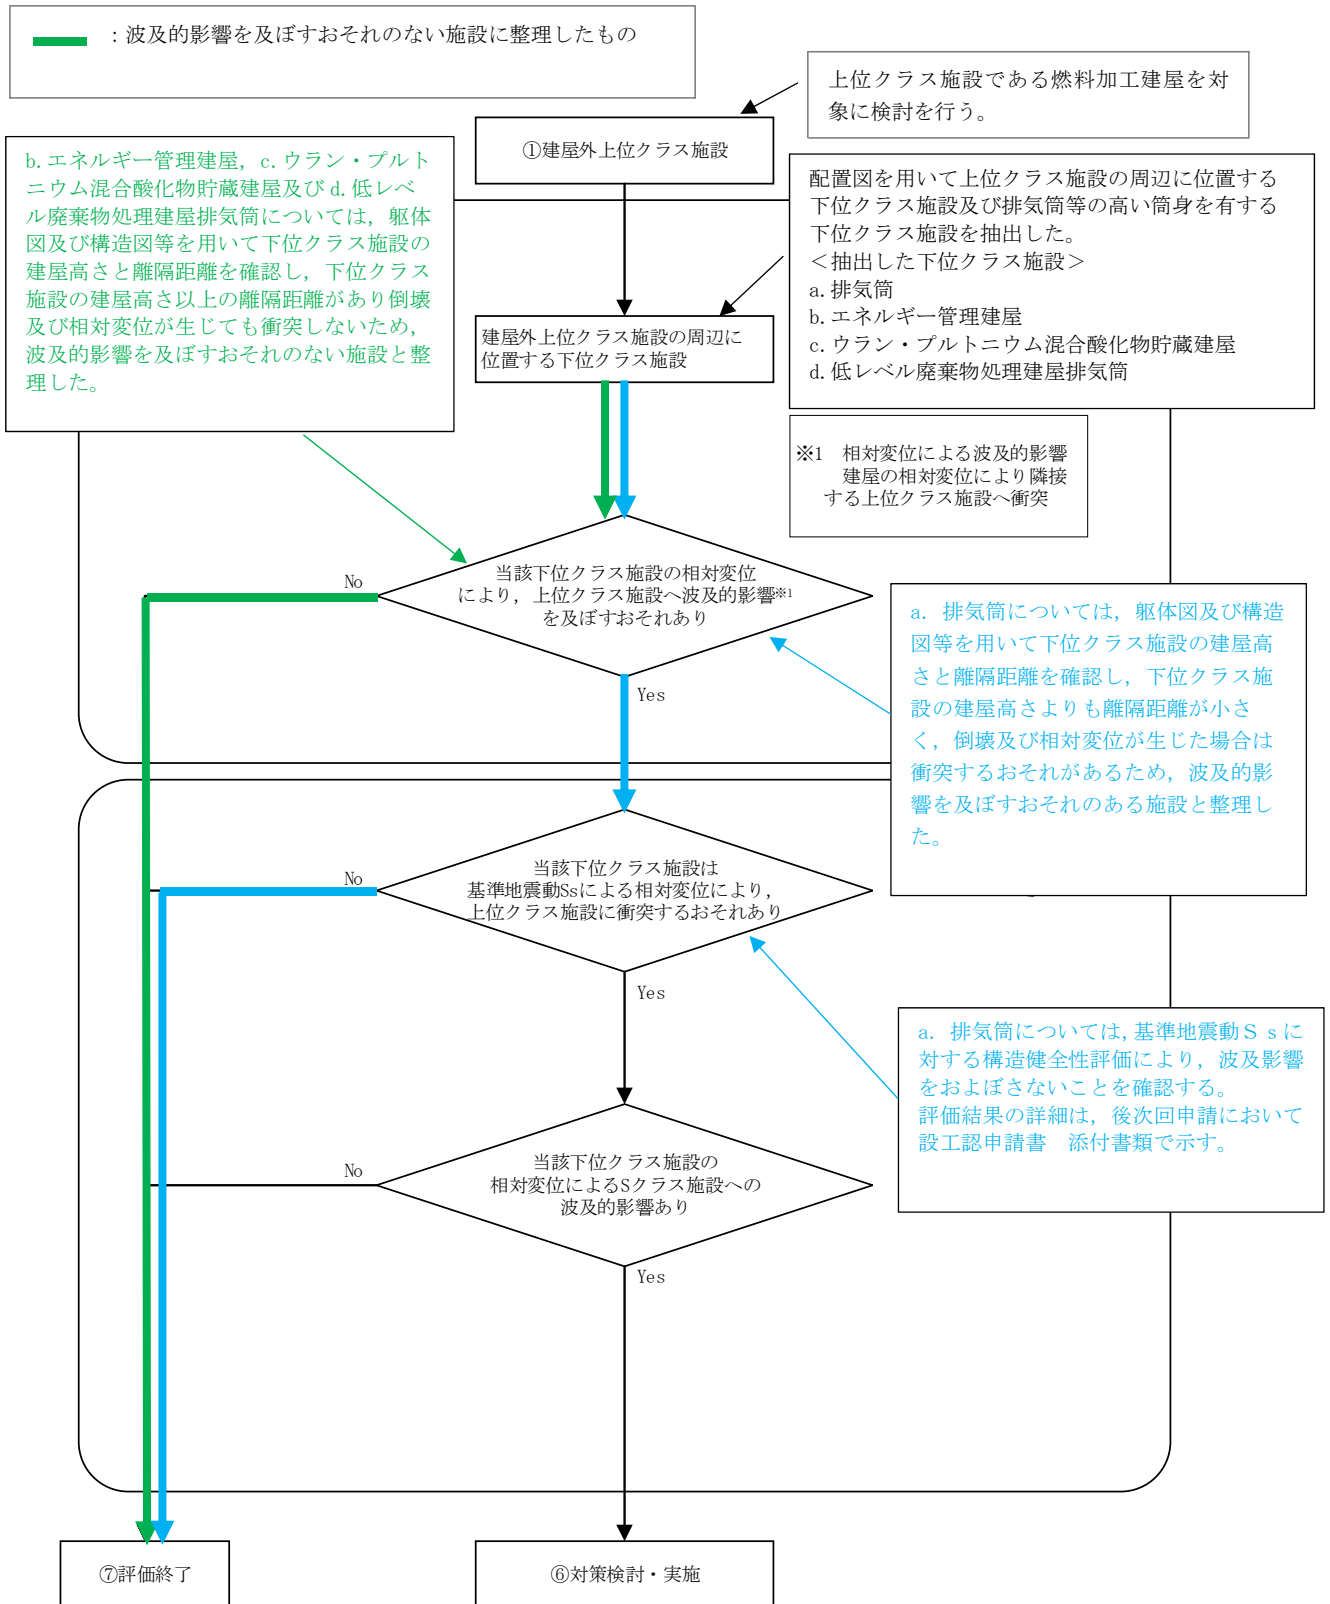 ：波及的影響を及ぼすおそれのない施設に整理したもの
上位クラス施設である燃料加工建屋を対
象に検討を行う。
①建屋外上位クラス施設
b.エネルギー管理建屋，c.ウラン・プルト
ニウム混合酸化物貯蔵建屋及びd.低レベ
ル廃棄物処理建屋排気筒については，躯体
図及び構造図等を用いて下位クラス施設の
建屋高さと離隔距離を確認し，下位クラス
施設の建屋高さ以上の離隔距離があり倒壊
及び相対変位が生じても衝突しないため，
波及的影響を及ぼすおそれのない施設と整
理した。
配置図を用いて上位クラス施設の周辺に位置する
下位クラス施設及び排気筒等の高い筒身を有する
下位クラス施設を抽出した。
＜抽出した下位クラス施設＞
a.排気筒
b.エネルギー管理建屋
c.ウラン・プルトニウム混合酸化物貯蔵建屋
d.低レベル廃棄物処理建屋排気筒
建屋外上位クラス施設の周辺に
位置する下位クラス施設
※1　相対変位による波及的影響
建屋の相対変位により隣接
する上位クラス施設へ衝突
当該下位クラス施設の相対変位
により，上位クラス施設へ波及的影響※1
を及ぼすおそれあり
No
Yes
a. 排気筒については，躯体図及び構造
図等を用いて下位クラス施設の建屋高
さと離隔距離を確認し，下位クラス施
設の建屋高さよりも離隔距離が小さ
く，倒壊及び相対変位が生じた場合は
衝突するおそれがあるため，波及的影
響を及ぼすおそれのある施設と整理し
た。
当該下位クラス施設は
基準地震動Ssによる相対変位により，
上位クラス施設に衝突するおそれあり
No
Yes
a. 排気筒については,基準地震動Ｓｓに
対する構造健全性評価により，波及影響
をおよぼさないことを確認する。
評価結果の詳細は，後次回申請において
設工認申請書　添付書類で示す。
当該下位クラス施設の
相対変位によるSクラス施設への
波及的影響あり
No
Yes
⑦評価終了
⑥対策検討・実施